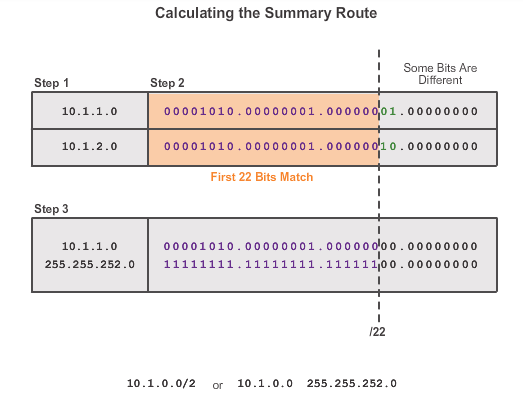 Calculating the Summary Route
Some Bits Are
Different
Step 1 Step 2
10.1.1.0 00001010.00000001.00000001.00000000
10.1.2.0 00001010.00000001.00000010.00000000
First 22 Bits Match
Step 3
10.1.1.0 00001010.00000001.00000000.00000000
255.255.252.0 11111111.11111111.11111100.00000000
/22
10.1.0.0/2 or 10.1.0.0 255.255.252.0